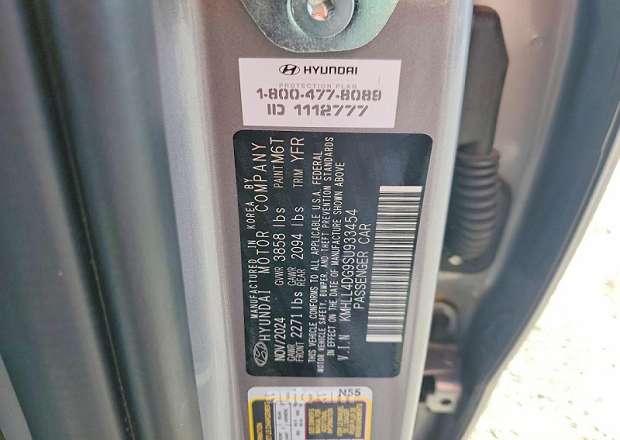 HYUNDAI
PROTECTION PLAN
1-800-477-8089
IID 1112777
MANUFACTURED IN KOREA BY
HYUNDAI MOTOR COMPANY
NOV/2024 GVWR 3858 lbs PAINT M6T
GAWR FRONT 2271 lbs GAWR REAR 2094 lbs TRIM YFR
THIS VEHICLE CONFORMS TO ALL APPLICABLE U.S.A. FEDERAL
MOTOR VEHICLE SAFETY, BUMPER, AND THEFT PREVENTION STANDARDS
IN EFFECT ON THE DATE OF MANUFACTURE SHOWN ABOVE
V.I.N KMHLL4DG9SU933454
PASSENGER CAR
N55